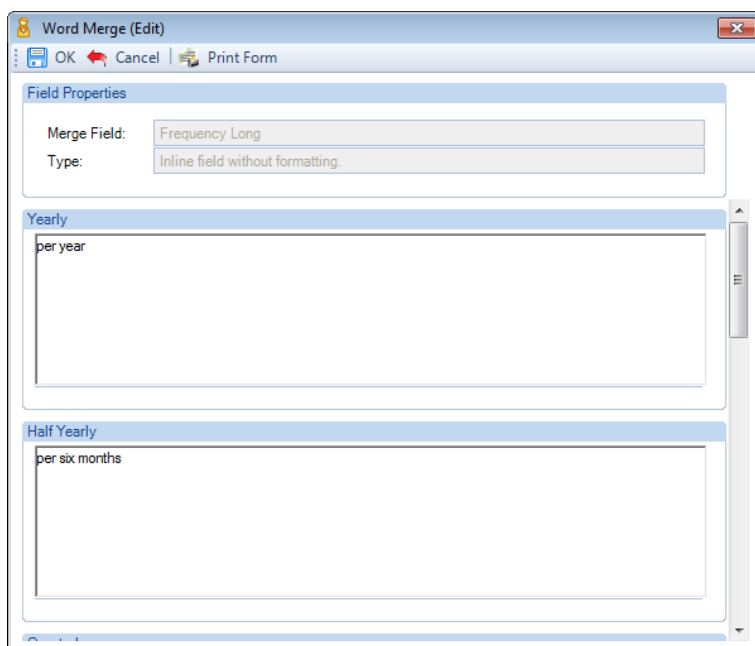 Word Merge (Edit)
OK Cancel Print Form
Field Properties
Merge Field: Frequency Long
Type: Inline field without formatting.
Yearly
per year
Half Yearly
per six months